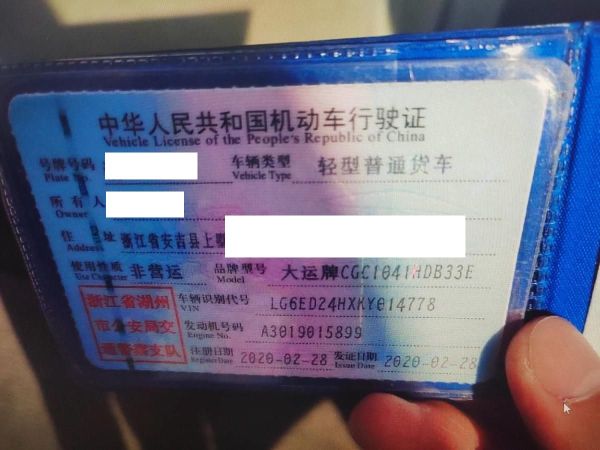 中华人民共和国机动车行驶证
Vehicle License of the People's Republic of China
号牌号码 车辆类型 轻型普通货车
Plate No. Vehicle Type
所有人
Owner
住 址 浙江省安吉县上
使用性质 非营运 品牌型号 大运牌CGC1041HDB33E
Use Character Model
浙江省湖州 车辆识别代号 LG6ED24HXKY014778
VIN
市公安局交 发动机号码 A3019015899
Engine No.
通警察支队 注册日期 2020-02-28 发证日期 2020-02-28
Register Date Issue Date